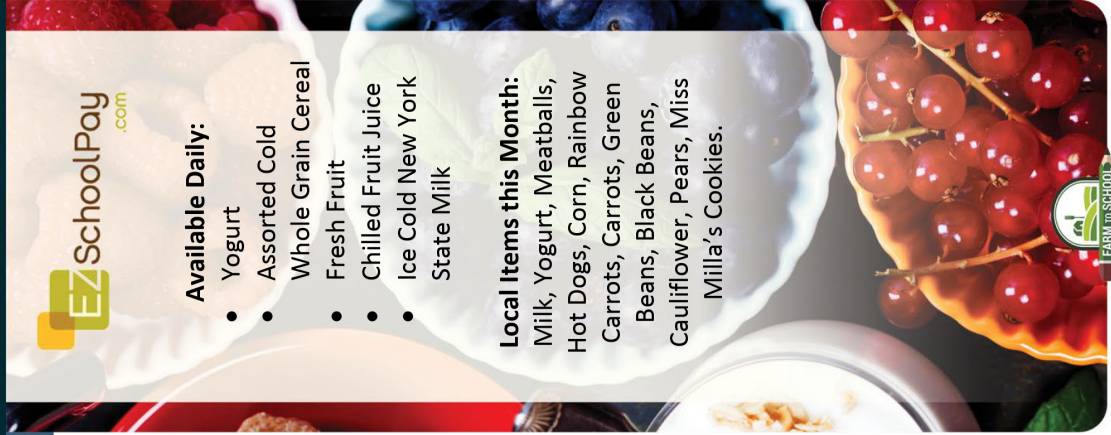 EZSchoolPay
.com
Available Daily:
• Yogurt
• Assorted Cold
Whole Grain Cereal
• Fresh Fruit
• Chilled Fruit Juice
• Ice Cold New York
State Milk
Local Items this Month:
Milk, Yogurt, Meatballs,
Hot Dogs, Corn, Rainbow
Carrots, Carrots, Green
Beans, Black Beans,
Cauliflower, Pears, Miss
Milla's Cookies.
FARM to SCHOOL